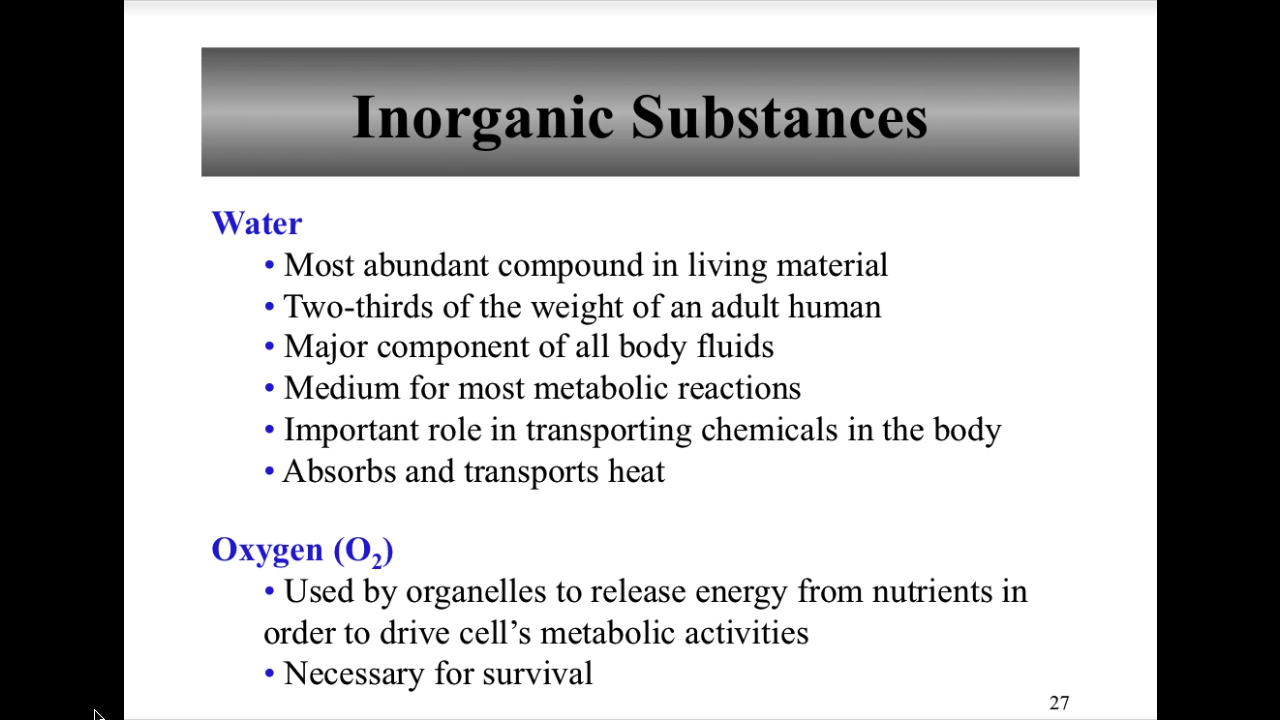 Inorganic Substances
Water
• Most abundant compound in living material
• Two-thirds of the weight of an adult human
• Major component of all body fluids
• Medium for most metabolic reactions
• Important role in transporting chemicals in the body
• Absorbs and transports heat
Oxygen (O₂)
• Used by organelles to release energy from nutrients in
order to drive cell’s metabolic activities
• Necessary for survival
27